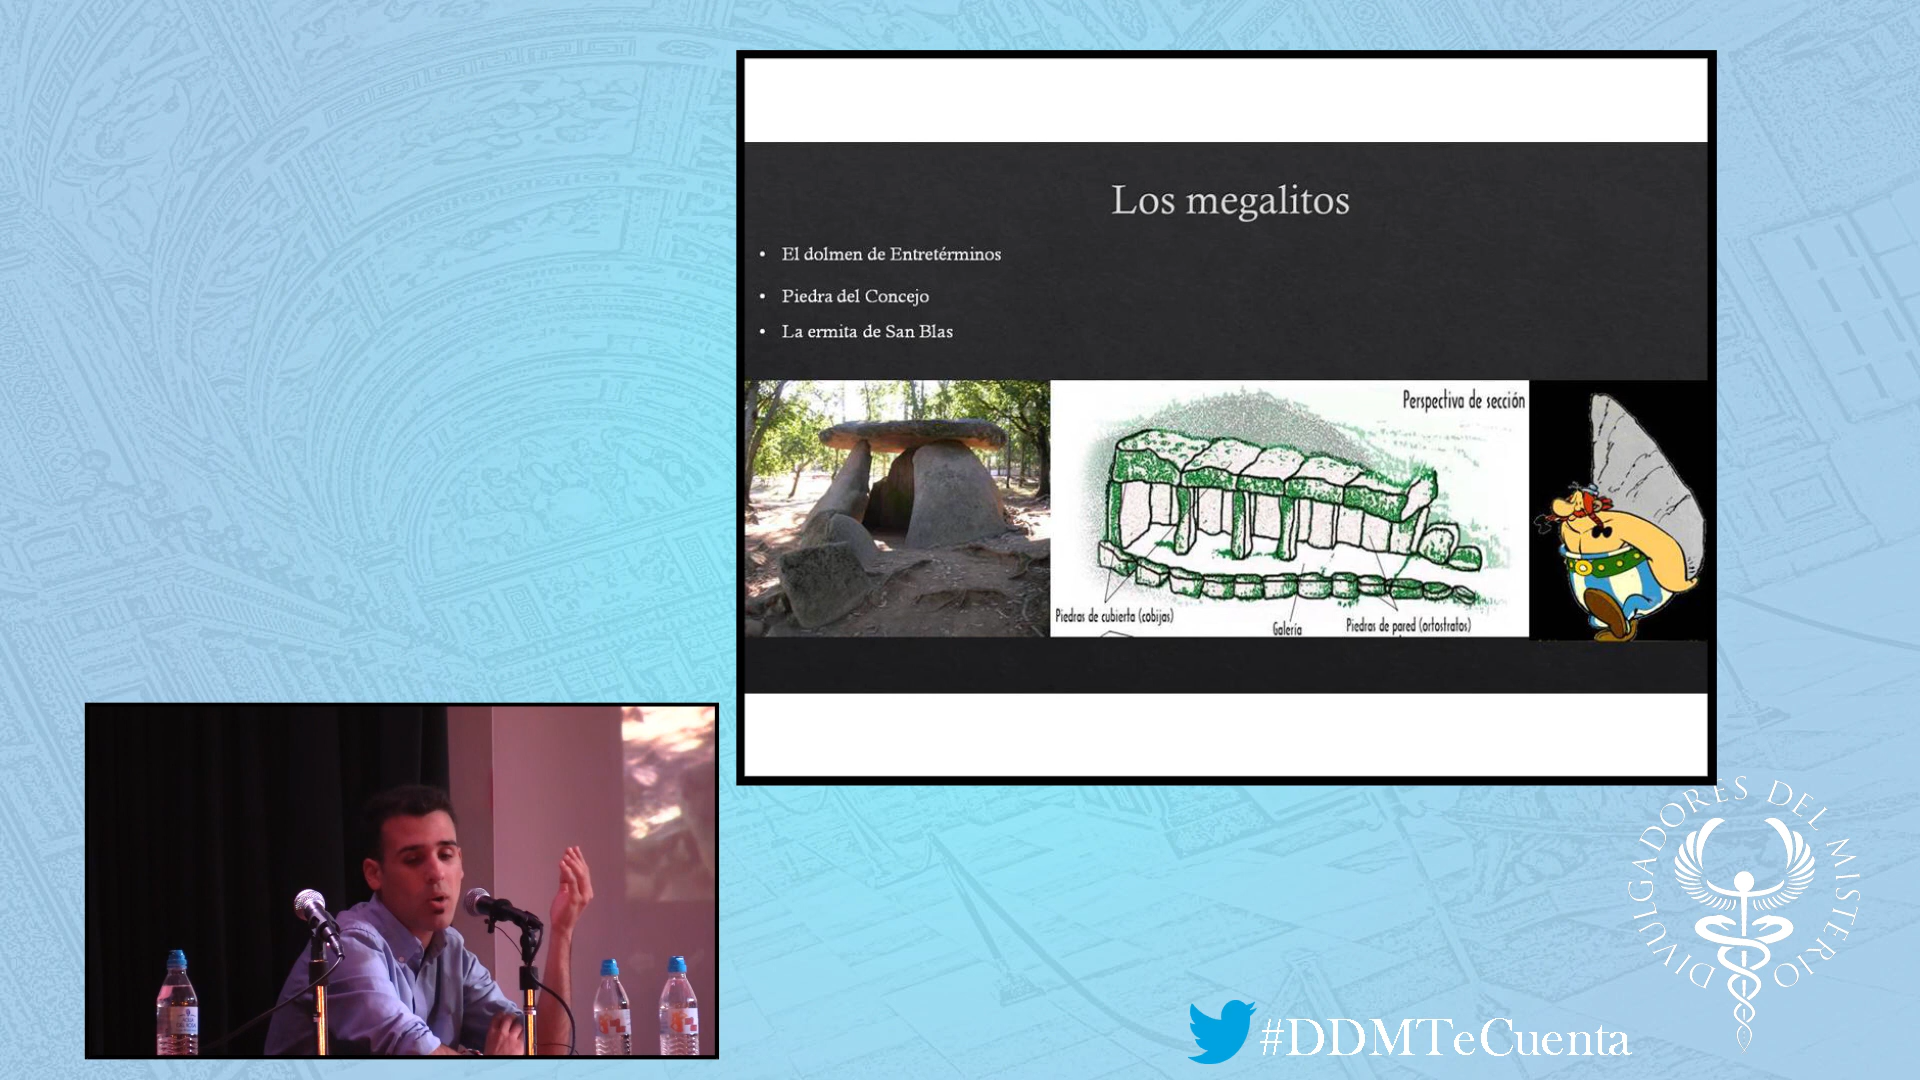 Los megalitos
• El dolmen de Entretérminos
• Piedra del Concejo
• La ermita de San Blas
Perspectiva de sección
Piedras de cubierta (cobijas)
Galería
Piedras de pared (ortostratos)
DIVULGADORES DEL MISTERIO
#DDMTeCuenta